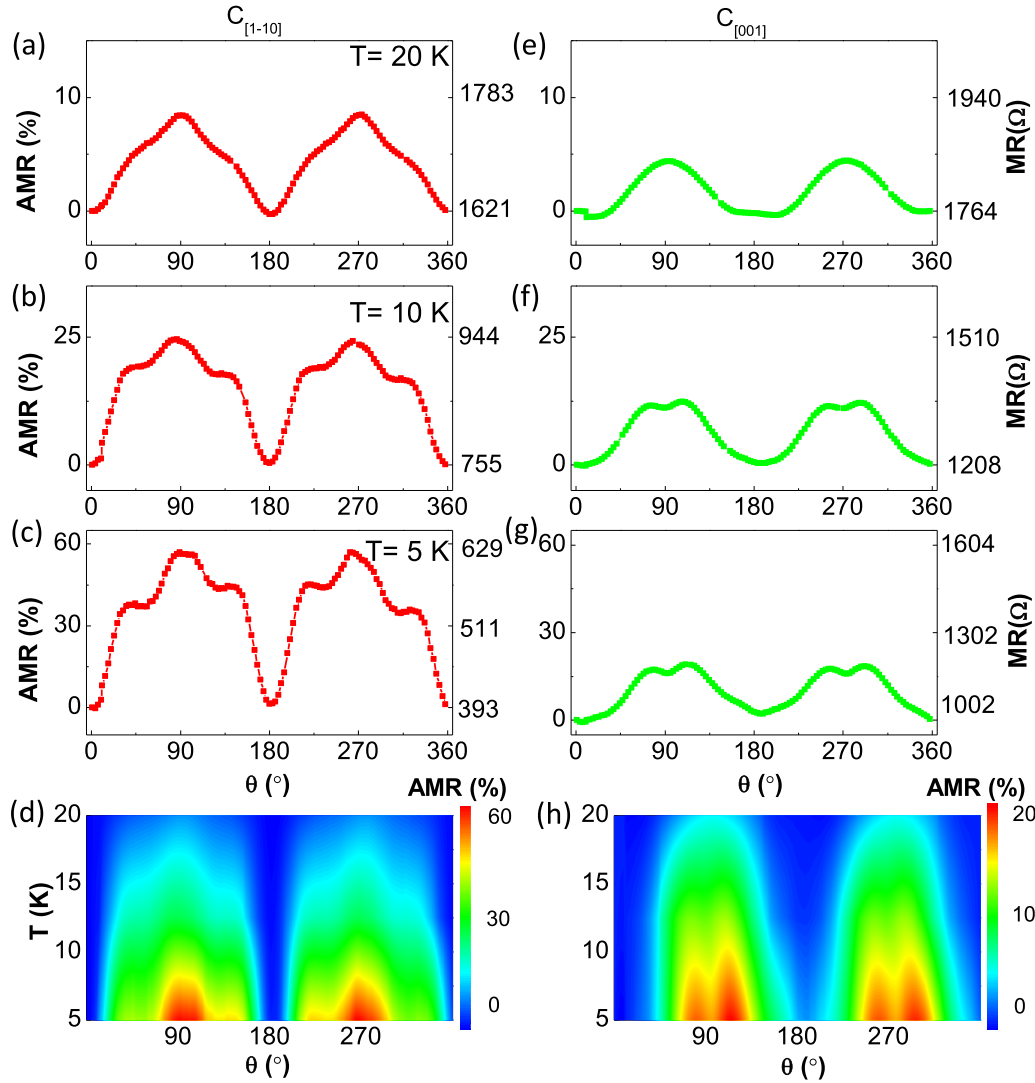 C[1-10]
(a)
T= 20 K
AMR (%)
10
0
1783
1621
0 90 180 270 360
C[001]
(e)
10
0
1940
1764
MR(Ω)
0 90 180 270 360
(b)
T= 10 K
AMR (%)
25
0
944
755
0 90 180 270 360
(f)
25
0
1510
1208
MR(Ω)
0 90 180 270 360
(c)
T= 5 K
AMR (%)
60
30
0
629
511
393
0 90 180 270 360
θ (°)
(g)
60
30
0
1604
1302
1002
MR(Ω)
0 90 180 270 360
θ (°)
(d)
AMR (%)
T (K)
20
15
10
5
90 180 270
θ (°)
60
30
0
(h)
AMR (%)
20
15
10
5
90 180 270
θ (°)
20
10
0